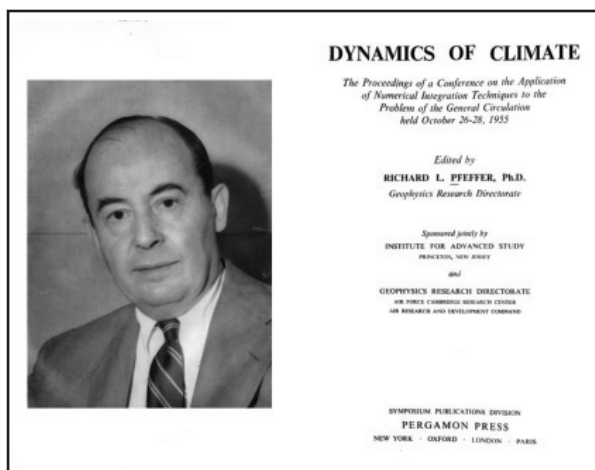 DYNAMICS OF CLIMATE
The Proceedings of a Conference on the Application
of Numerical Integration Techniques to the
Problem of the General Circulation
held October 26-28, 1955
Edited by
RICHARD L. PFEFFER, Ph.D.
Geophysics Research Directorate
Sponsored jointly by
INSTITUTE FOR ADVANCED STUDY
PRINCETON, NEW JERSEY
and
GEOPHYSICS RESEARCH DIRECTORATE
AIR FORCE CAMBRIDGE RESEARCH CENTER
AIR RESEARCH AND DEVELOPMENT COMMAND
SYMPOSIUM PUBLICATIONS DIVISION
PERGAMON PRESS
NEW YORK · OXFORD · LONDON · PARIS